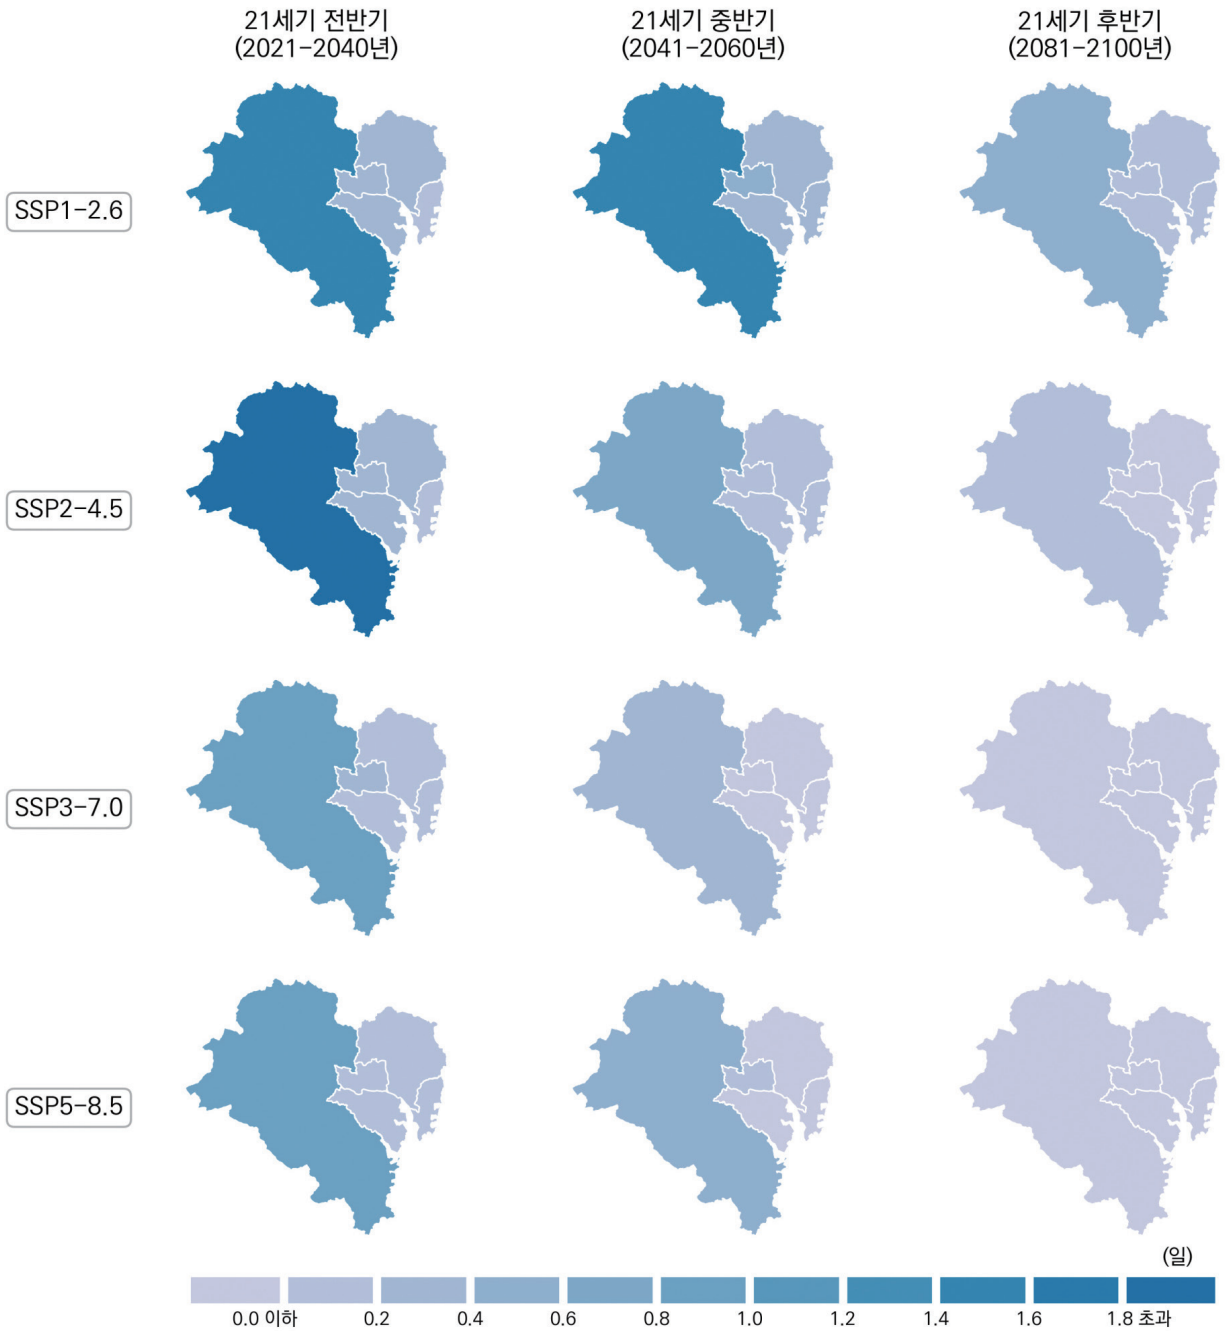 21세기 전반기
(2021-2040년)
21세기 중반기
(2041-2060년)
21세기 후반기
(2081-2100년)
SSP1-2.6
SSP2-4.5
SSP3-7.0
SSP5-8.5
(일)
0.0 이하 0.2 0.4 0.6 0.8 1.0 1.2 1.4 1.6 1.8 초과